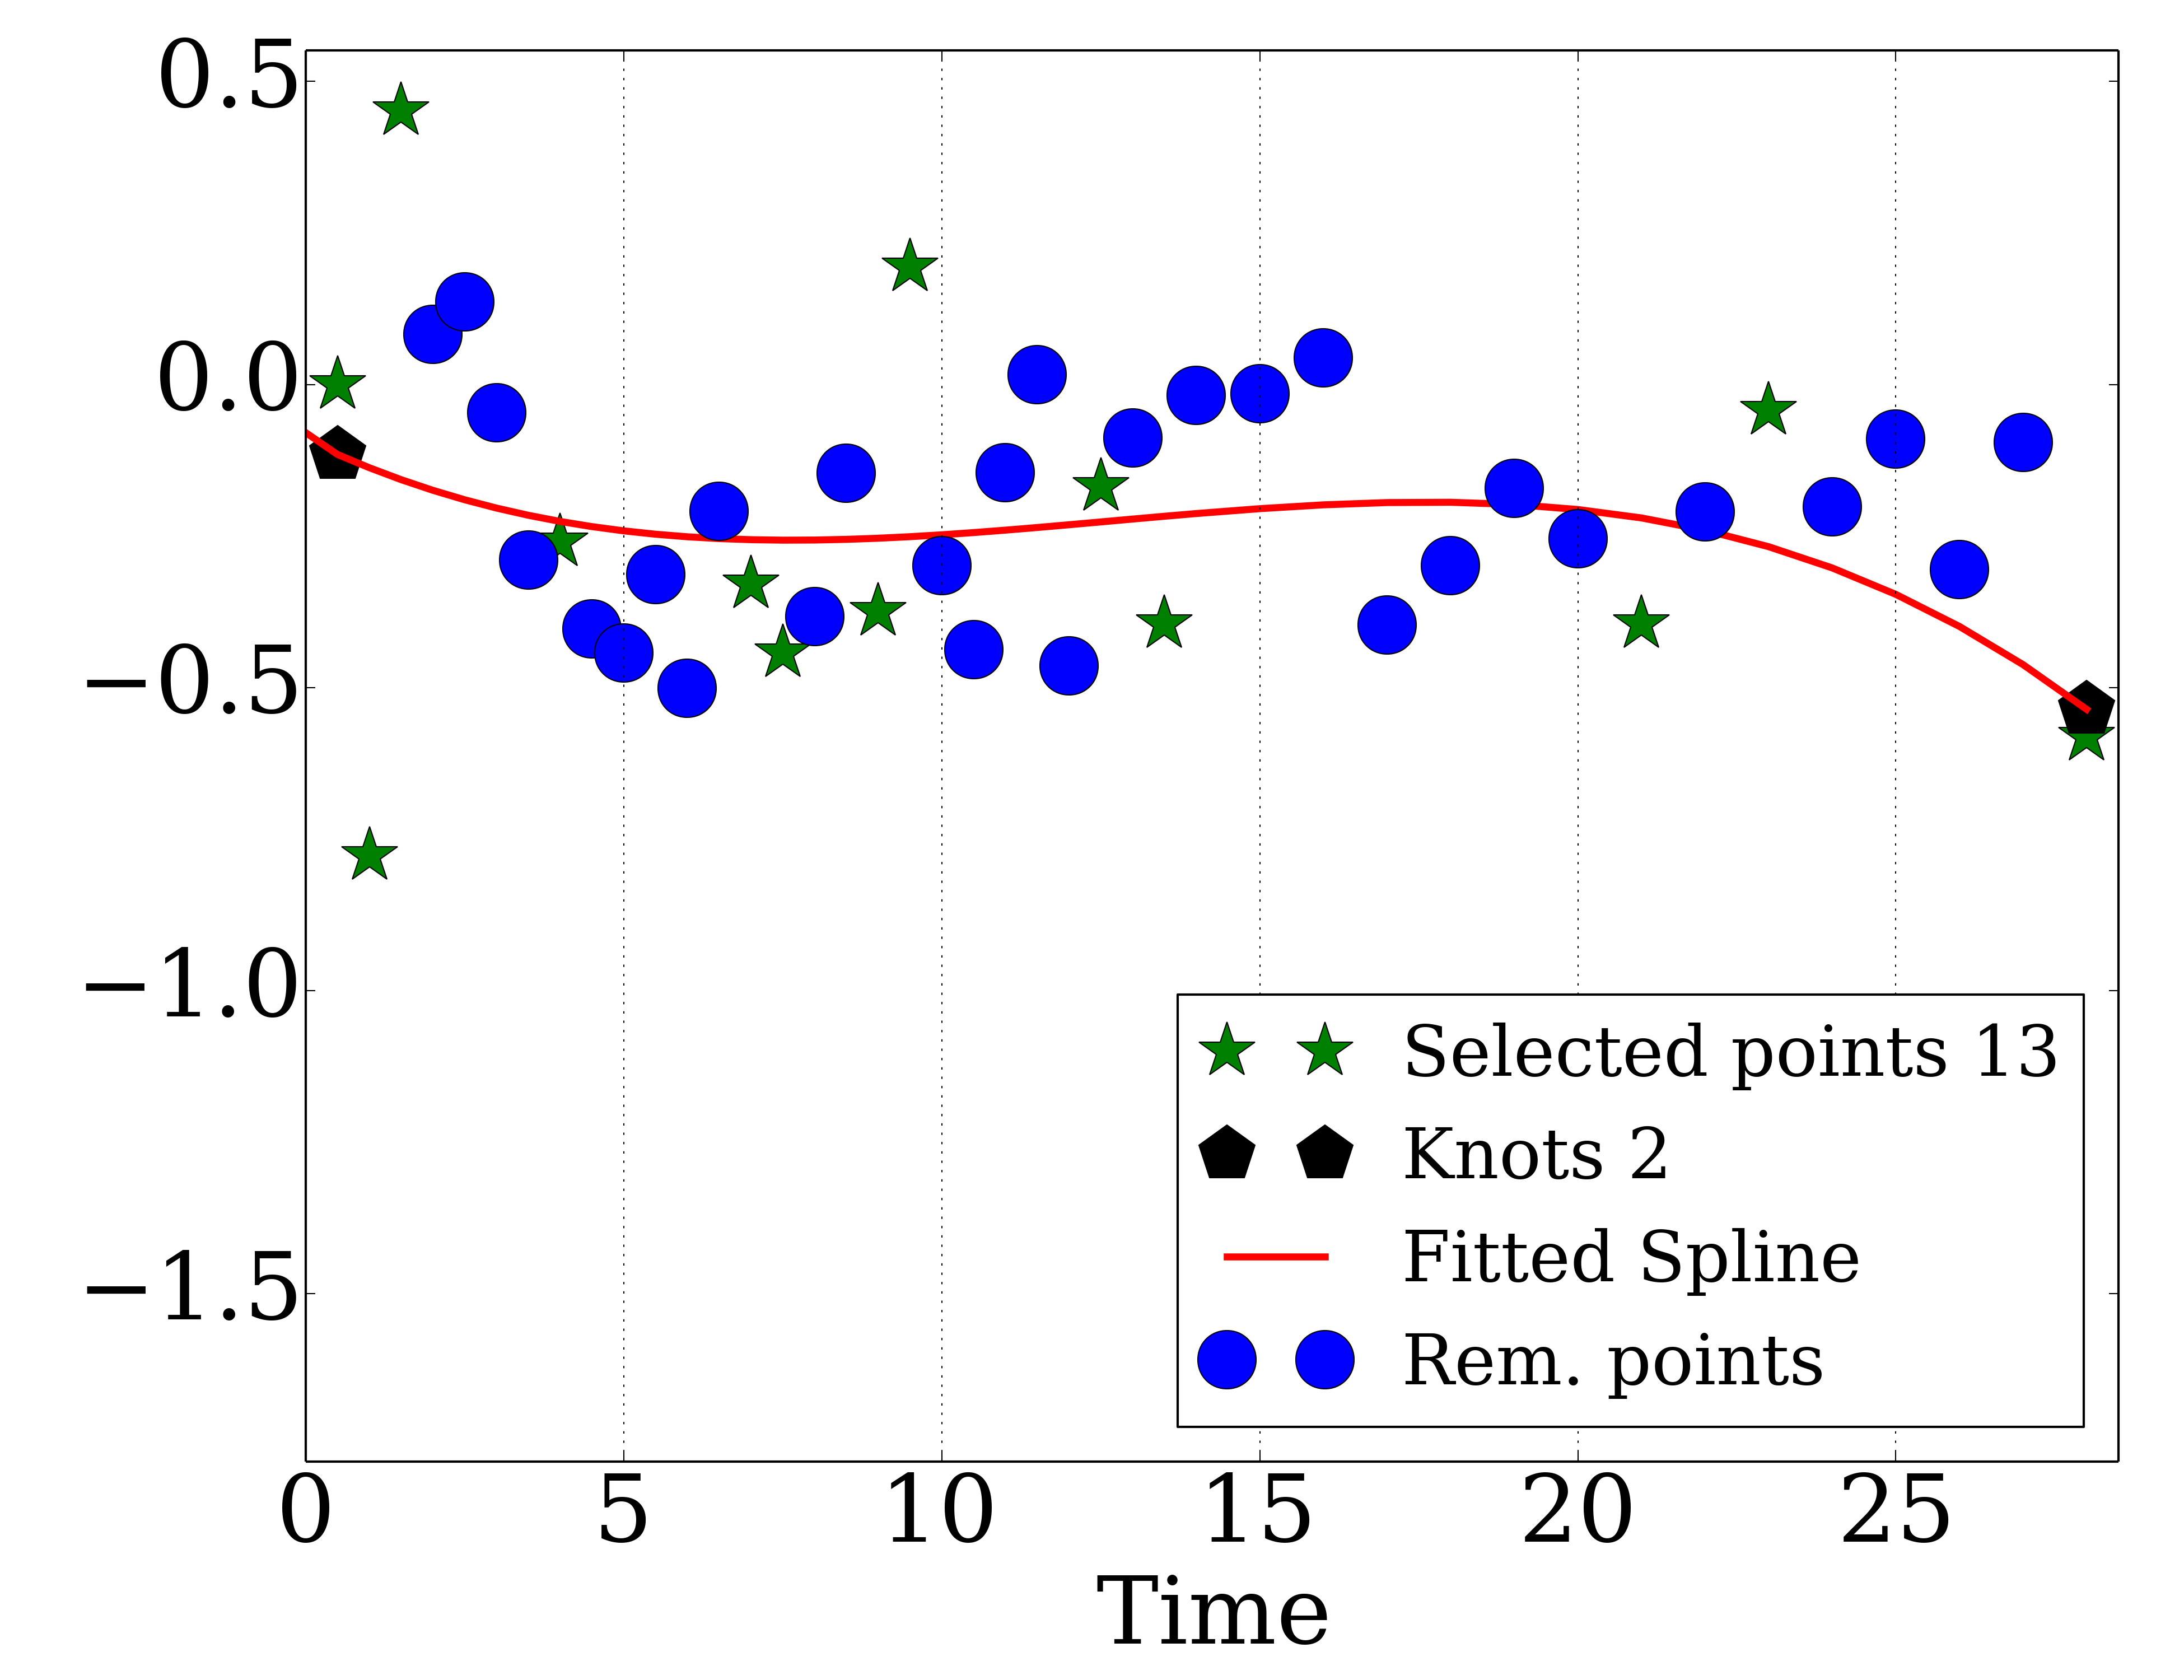 0.5
0.0
−0.5
−1.0
−1.5
Selected points 13
Knots 2
Fitted Spline
Rem. points
0 5 10 15 20 25
Time